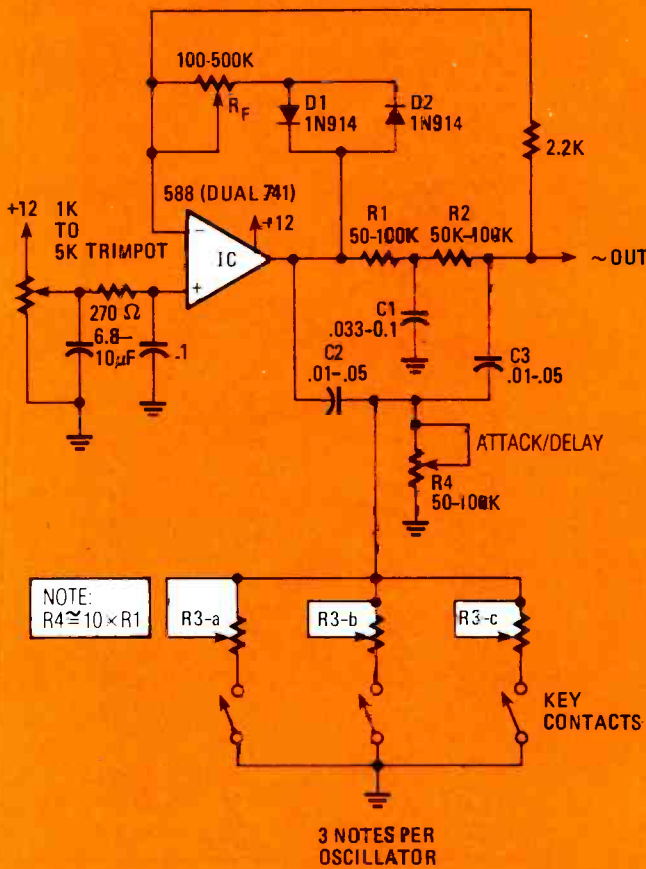 100-500K
R_F
D1
1N914
D2
1N914
2.2K
588 (DUAL 741)
+12
+12
1K
TO
5K TRIMPOT
−
IC
+
R1
50-100K
R2
50K-100K
~OUT
270 Ω
6.8-
10μF
.1
C1
.033-0.1
C2
.01-.05
C3
.01-.05
ATTACK/DELAY
R4
50-100K
NOTE:
R4≅10×R1
R3-a
R3-b
R3-c
KEY
CONTACTS
3 NOTES PER
OSCILLATOR